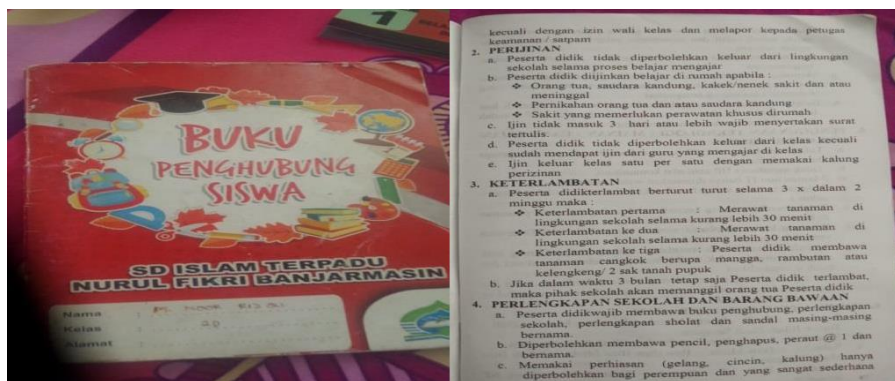 1
BUKU
PENGHUBUNG
SISWA
SD ISLAM TERPADU
NURUL FIKRI BANJARMASIN
Nama :
Kelas :
Alamat :
kecuali dengan izin wali kelas dan melapor kepada petugas
keamanan / satpam
2. PERIJINAN
a. Peserta didik tidak diperbolehkan keluar dari lingkungan
sekolah selama proses belajar mengajar
b. Peserta didik diijinkan belajar di rumah apabila :
❖ Orang tua, saudara kandung, kakek/nenek sakit dan atau
meninggal
❖ Pernikahan orang tua dan atau saudara kandung
❖ Sakit yang memerlukan perawatan khusus dirumah
c. Ijin tidak masuk 3 hari atau lebih wajib menyertakan surat
tertulis.
d. Peserta didik tidak diperbolehkan keluar dari kelas kecuali
sudah mendapat ijin dari guru yang mengajar di kelas
e. Ijin keluar kelas satu per satu dengan memakai kalung
perizinan
3. KETERLAMBATAN
a. Peserta didikterlambat berturut turut selama 3 x dalam 2
minggu maka :
❖ Keterlambatan pertama : Merawat tanaman di
lingkungan sekolah selama kurang lebih 30 menit
❖ Keterlambatan ke dua : Merawat tanaman di
lingkungan sekolah selama kurang lebih 30 menit
❖ Keterlambatan ke tiga : Peserta didik membawa
tanaman cangkok berupa mangga, rambutan atau
kelengkeng/ 2 sak tanah pupuk
b. Jika dalam waktu 3 bulan tetap saja Peserta didik terlambat,
maka pihak sekolah akan memanggil orang tua Peserta didik
4. PERLENGKAPAN SEKOLAH DAN BARANG BAWAAN
a. Peserta didikwajib membawa buku penghubung, perlengkapan
sekolah, perlengkapan sholat dan sandal masing-masing
bernama.
b. Diperbolehkan membawa pencil, penghapus, peraut @ 1 dan
bernama.
c. Memakai perhiasan (gelang, cincin, kalung) hanya
diperbolehkan bagi perempuan dan yang sangat sederhana